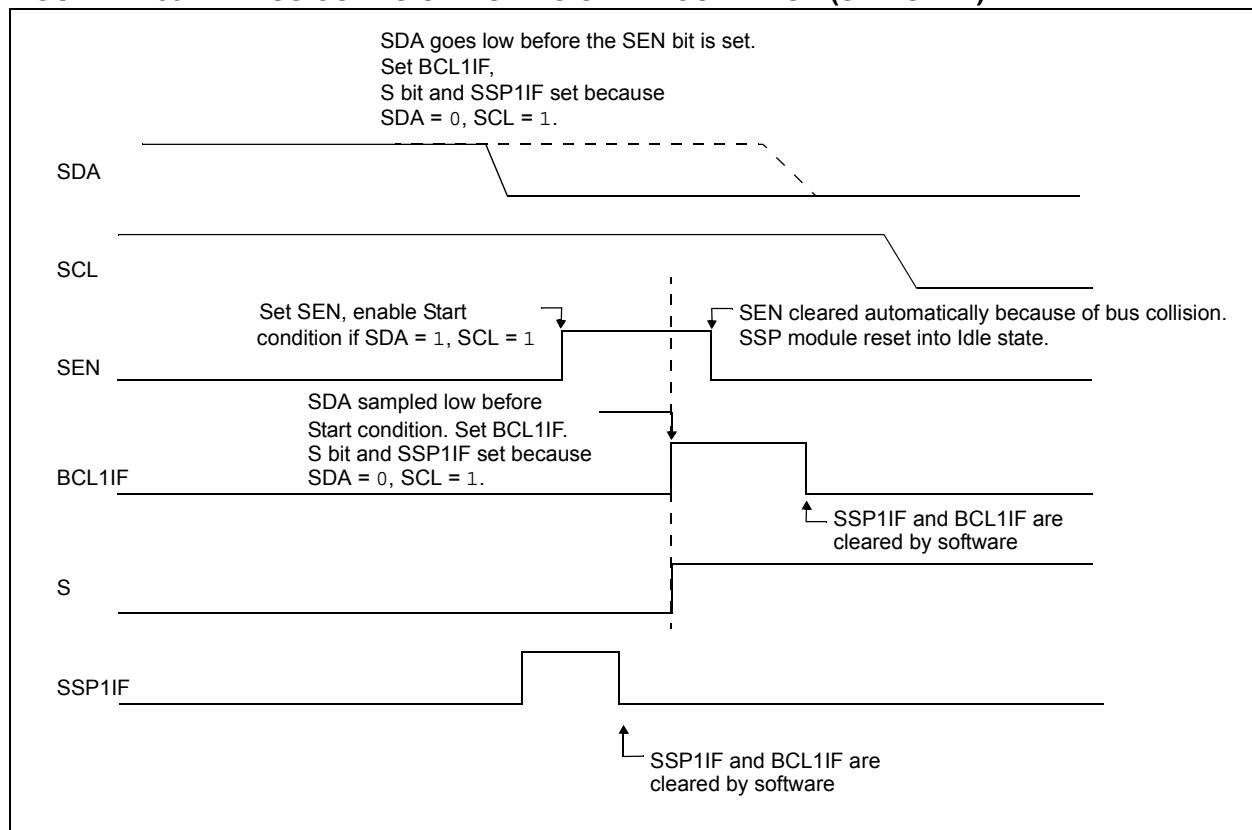 SDA goes low before the SEN bit is set.
Set BCL1IF,
S bit and SSP1IF set because
SDA = 0, SCL = 1.
SDA
SCL
Set SEN, enable Start
condition if SDA = 1, SCL = 1
SEN cleared automatically because of bus collision.
SSP module reset into Idle state.
SEN
SDA sampled low before
Start condition. Set BCL1IF.
S bit and SSP1IF set because
SDA = 0, SCL = 1.
BCL1IF
SSP1IF and BCL1IF are
cleared by software
S
SSP1IF
SSP1IF and BCL1IF are
cleared by software